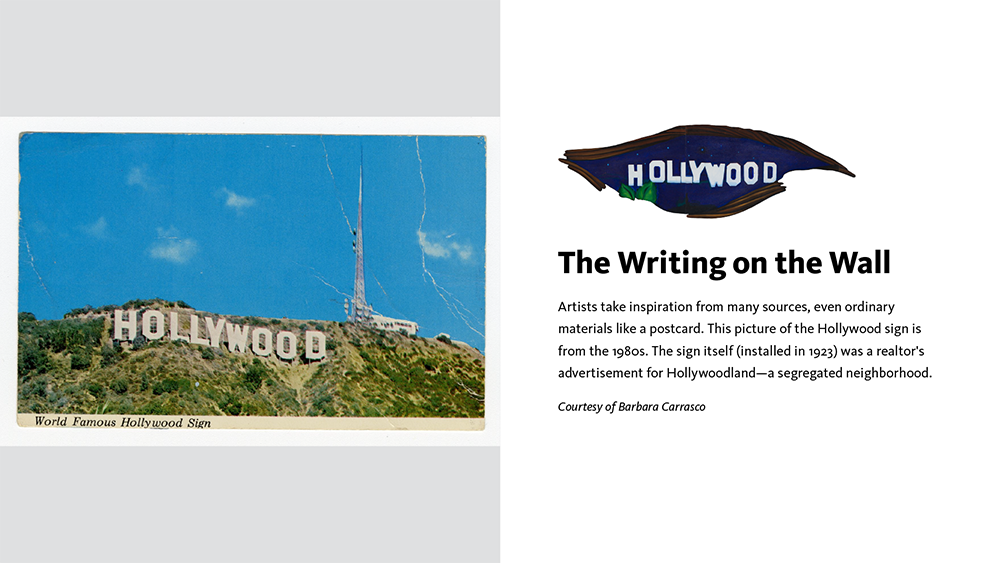 HOLLYWOOD
World Famous Hollywood Sign
HOLLYWOOD
The Writing on the Wall
Artists take inspiration from many sources, even ordinary
materials like a postcard. This picture of the Hollywood sign is
from the 1980s. The sign itself (installed in 1923) was a realtor's
advertisement for Hollywoodland—a segregated neighborhood.
Courtesy of Barbara Carrasco